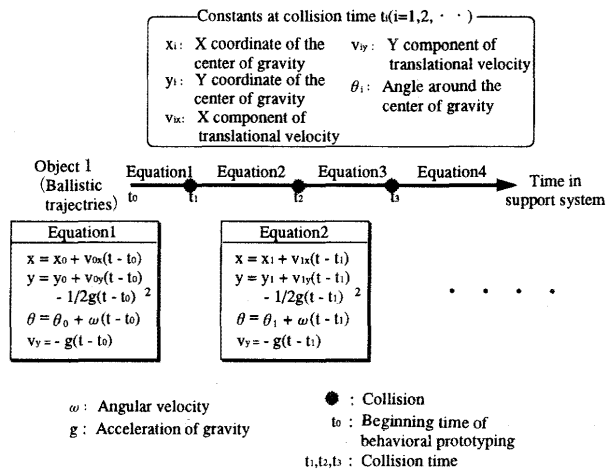 Constants at collision time ti(i=1,2, · · )
xi: X coordinate of the center of gravity
yi: Y coordinate of the center of gravity
vix: X component of translational velocity
viy: Y component of translational velocity
θi: Angle around the center of gravity
Object 1
(Ballistic trajectories)
Equation1
Equation2
Equation3
Equation4
t0
t1
t2
t3
Time in support system
Equation1
x = x0 + v0x(t - t0)
y = y0 + v0y(t - t0)
- 1/2g(t - t0) 2
θ = θ0 + ω(t - t0)
vy = - g(t - t0)
Equation2
x = x1 + v1x(t - t1)
y = y1 + v1y(t - t1)
- 1/2g(t - t1) 2
θ = θ1 + ω(t - t1)
vy = - g(t - t1)
· · · ·
ω : Angular velocity
g : Acceleration of gravity
: Collision
t0 : Beginning time of behavioral prototyping
t1,t2,t3 : Collision time